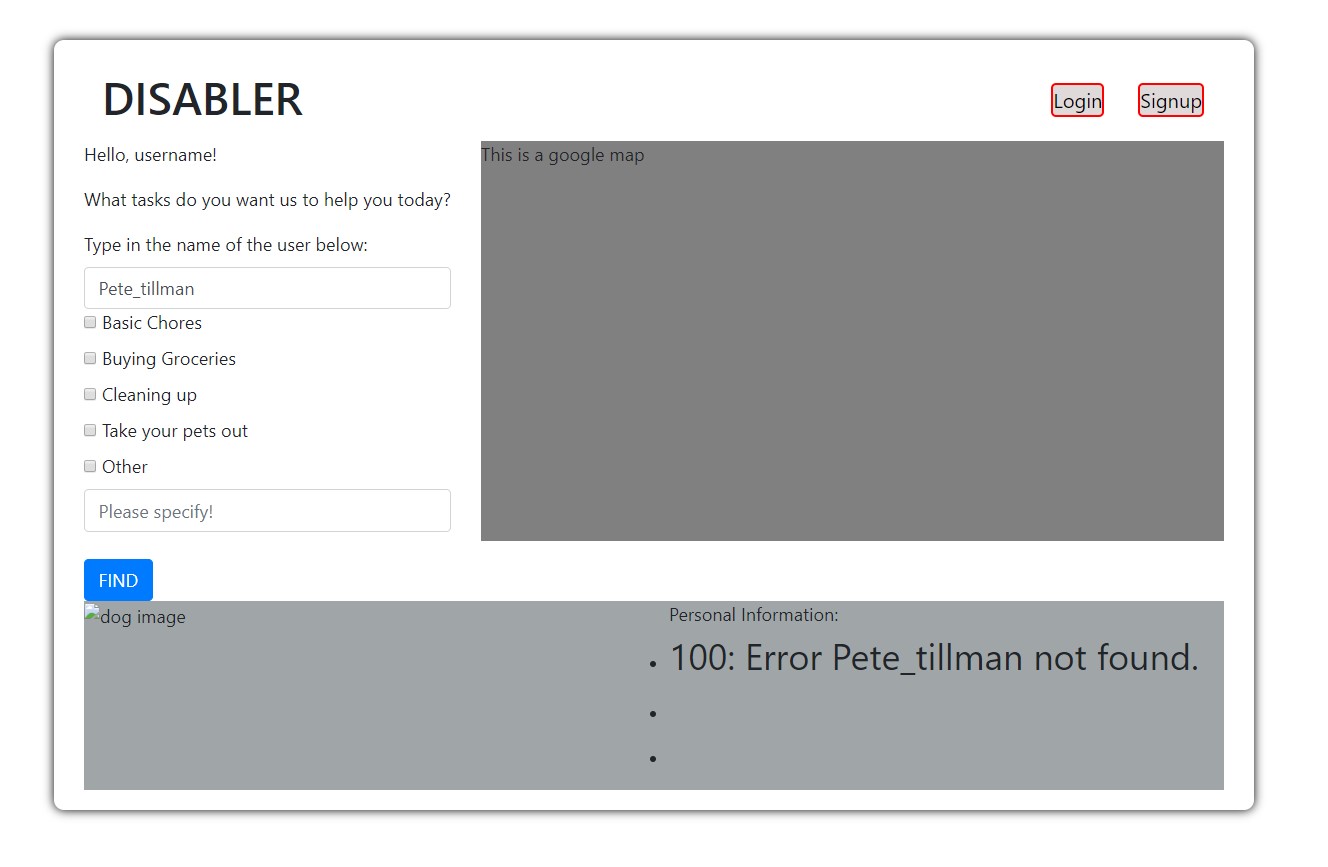 DISABLER
Login
Signup
Hello, username!
What tasks do you want us to help you today?
Type in the name of the user below:
Pete_tillman
Basic Chores
Buying Groceries
Cleaning up
Take your pets out
Other
Please specify!
FIND
This is a google map
dog image
Personal Information:
100: Error Pete_tillman not found.